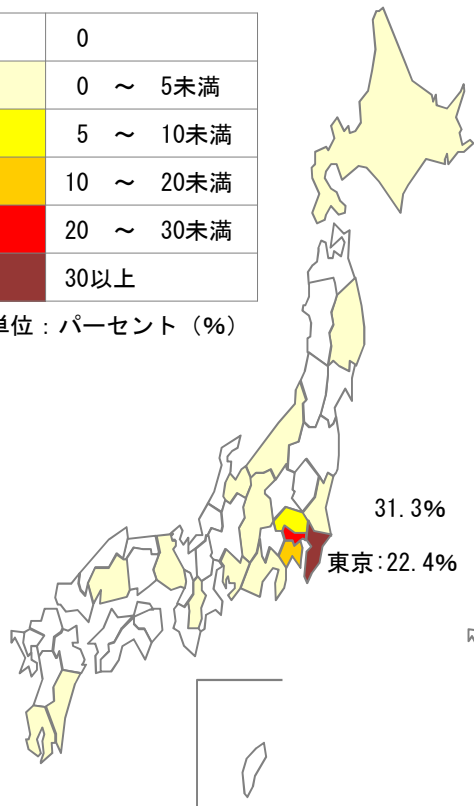 0
0 ～ 5未満
5 ～ 10未満
10 ～ 20未満
20 ～ 30未満
30以上
単位：パーセント（%）
31.3%
東京:22.4%